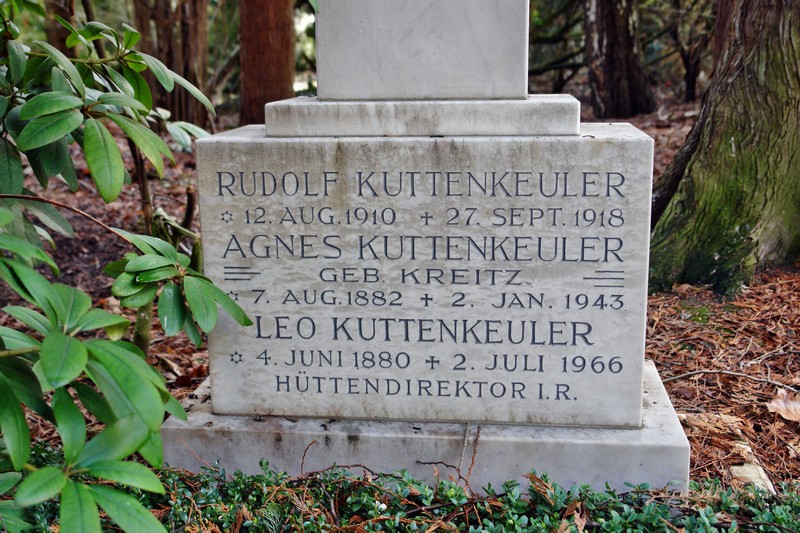 RUDOLF KUTTENKEULER
✡ 12. AUG. 1910 ✝ 27. SEPT. 1918
AGNES KUTTENKEULER
GEB. KREITZ
✡ 7. AUG. 1882 ✝ 2. JAN. 1943
LEO KUTTENKEULER
✡ 4. JUNI 1880 ✝ 2. JULI 1966
HÜTTENDIREKTOR I.R.